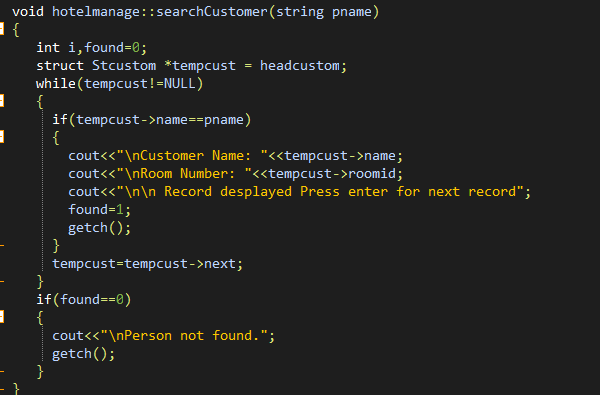 void hotelmanage::searchCustomer(string pname)
{
int i,found=0;
struct Stcustom *tempcust = headcustom;
while(tempcust!=NULL)
{
if(tempcust->name==pname)
{
cout<<"\nCustomer Name: "<<tempcust->name;
cout<<"\nRoom Number: "<<tempcust->roomid;
cout<<"\n\n Record desplayed Press enter for next record";
found=1;
getch();
}
tempcust=tempcust->next;
}
if(found==0)
{
cout<<"\nPerson not found.";
getch();
}
}